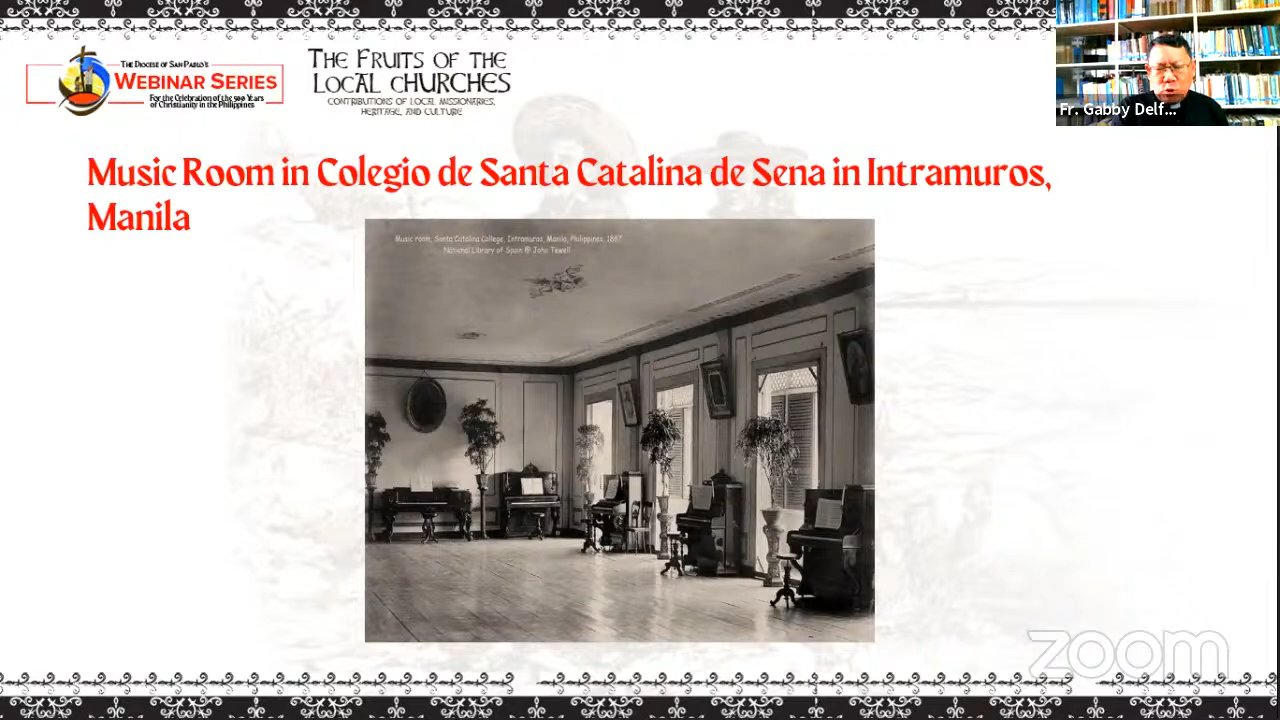 THE DIOCESE OF SAN PABLO'S
WEBINAR SERIES
For the Celebration of the 500 Years
of Christianity in the Philippines
THE FRUITS OF THE
LOCAL CHURCHES
CONTRIBUTIONS OF LOCAL MISSIONARIES,
HERITAGE, AND CULTURE
Fr. Gabby Delf...
Music Room in Colegio de Santa Catalina de Sena in Intramuros,
Manila
Music room, Santa Catalina College, Intramuros, Manila, Philippines, 1887
National Library of Spain @ John Tewell
zoom